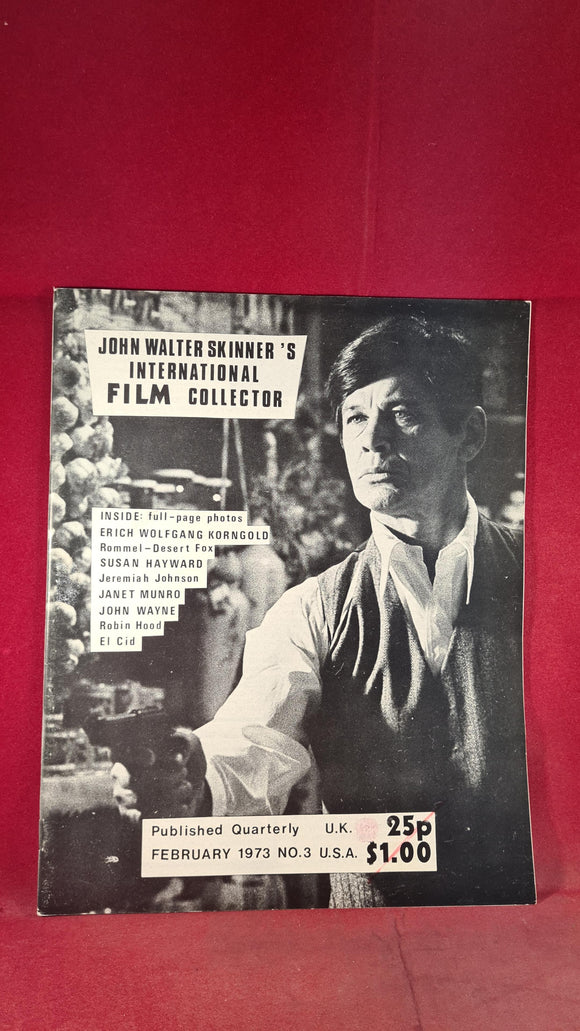 JOHN WALTER SKINNER'S
INTERNATIONAL
FILM COLLECTOR
INSIDE: full-page photos
ERICH WOLFGANG KORNGOLD
Rommel-Desert Fox
SUSAN HAYWARD
Jeremiah Johnson
JANET MUNRO
JOHN WAYNE
Robin Hood
El Cid
Published Quarterly U.K. 25p
FEBRUARY 1973 NO.3 U.S.A. $1.00